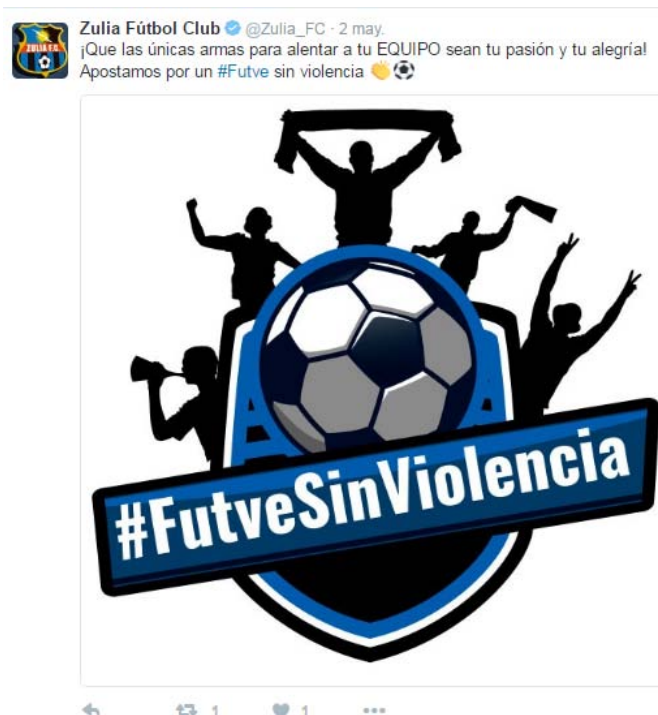 Zulia Fútbol Club @Zulia_FC · 2 may.
¡Que las únicas armas para alentar a tu EQUIPO sean tu pasión y tu alegría!
Apostamos por un #Futve sin violencia 👏⚽
ZULIA F.C.
#FutveSinViolencia
1 1